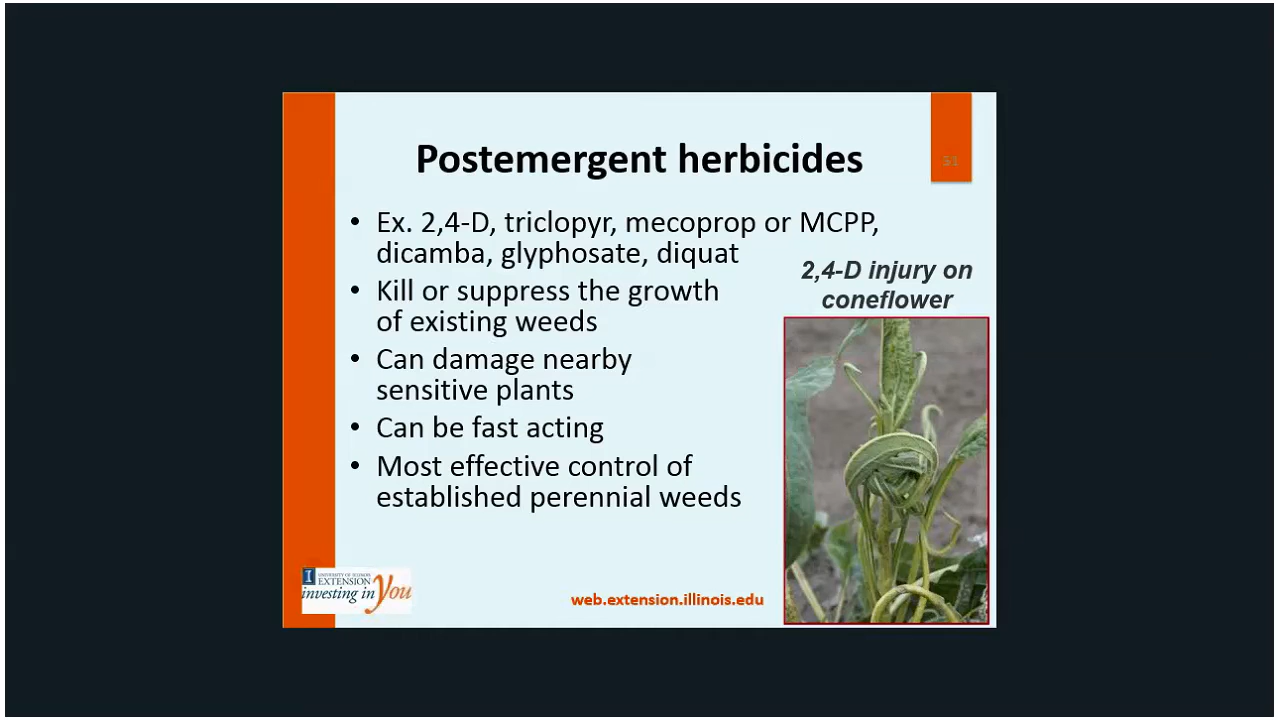 Postemergent herbicides
51
• Ex. 2,4-D, triclopyr, mecoprop or MCPP,
dicamba, glyphosate, diquat
• Kill or suppress the growth
of existing weeds
• Can damage nearby
sensitive plants
• Can be fast acting
• Most effective control of
established perennial weeds
2,4-D injury on
coneflower
I
UNIVERSITY OF ILLINOIS
EXTENSION
investing in You
web.extension.illinois.edu